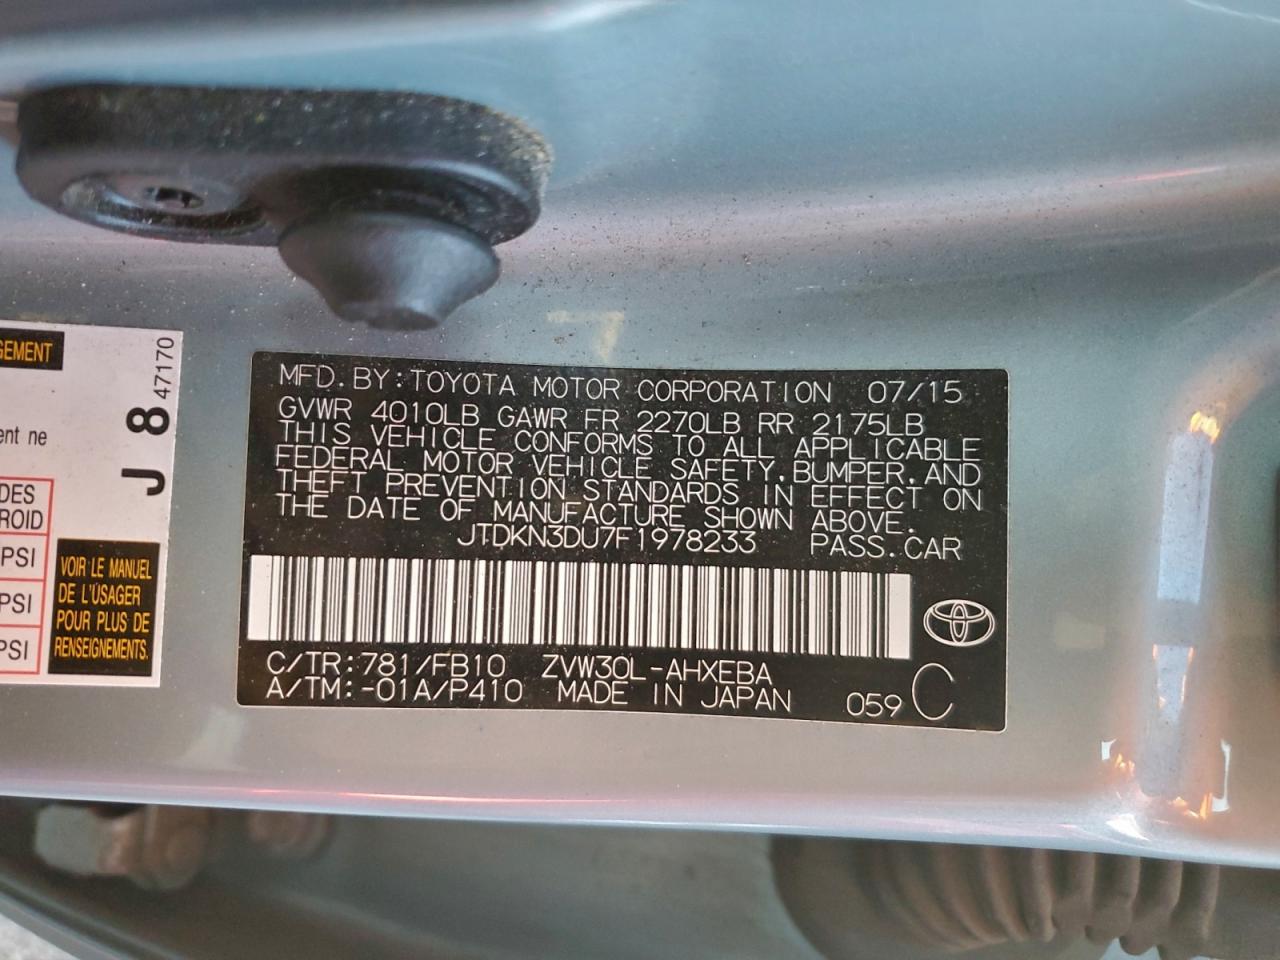 GEMENT
J 8
47170
ent ne
DES
ROID
PSI
PSI
PSI
VOIR LE MANUEL
DE L'USAGER
POUR PLUS DE
RENSEIGNEMENTS.
MFD. BY: TOYOTA MOTOR CORPORATION 07/15
GVWR 4010LB GAWR FR 2270LB RR 2175LB
THIS VEHICLE CONFORMS TO ALL APPLICABLE
FEDERAL MOTOR VEHICLE SAFETY, BUMPER, AND
THEFT PREVENTION STANDARDS IN EFFECT ON
THE DATE OF MANUFACTURE SHOWN ABOVE.
JTDKN3DU7F1978233 PASS. CAR
C/TR: 781/FB10 ZVW30L-AHXEBA
A/TM: -01A/P410 MADE IN JAPAN 059 C